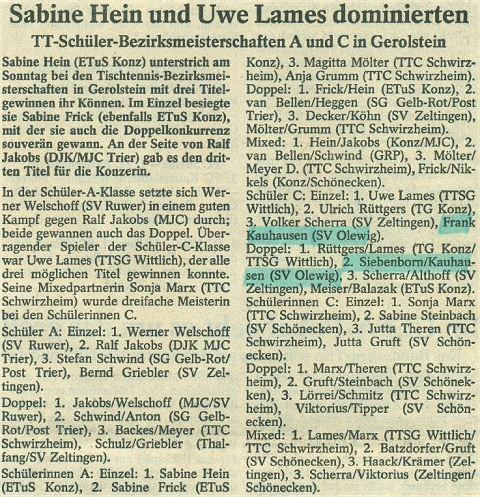 Sabine Hein und Uwe Lames dominierten
TT-Schüler-Bezirksmeisterschaften A und C in Gerolstein
Sabine Hein (ETuS Konz) unterstrich am
Sonntag bei den Tischtennis-Bezirksmei-
sterschaften in Gerolstein mit drei Titel-
gewinnen ihr Können. Im Einzel besiegte
sie Sabine Frick (ebenfalls ETuS Konz),
mit der sie auch die Doppelkonkurrenz
souverän gewann. An der Seite von Ralf
Jakobs (DJK/MJC Trier) gab es den drit-
ten Titel für die Konzerin.
In der Schüler-A-Klasse setzte sich Wer-
ner Welschoff (SV Ruwer) in einem guten
Kampf gegen Ralf Jakobs (MJC) durch;
beide gewannen auch das Doppel. Über-
ragender Spieler der Schüler-C-Klasse
war Uwe Lames (TTSG Wittlich), der alle
drei möglichen Titel gewinnen konnte.
Seine Mixedpartnerin Sonja Marx (TTC
Schwirzheim) wurde dreifache Meisterin
bei den Schülerinnen C.
Schüler A: Einzel: 1. Werner Welschoff
(SV Ruwer), 2. Ralf Jakobs (DJK MJC
Trier), 3. Stefan Schwind (SG Gelb-Rot/
Post Trier), Bernd Griebler (SV Zel-
tingen).
Doppel: 1. Jakobs/Welschoff (MJC/SV
Ruwer), 2. Schwind/Anton (SG Gelb-
Rot/Post Trier), 3. Backes/Meyer (TTC
Schwirzheim), Schulz/Griebler (Thal-
fang/SV Zeltingen).
Schülerinnen A: Einzel: 1. Sabine Hein
(ETuS Konz), 2. Sabine Frick (ETuS
Konz), 3. Magitta Mölter (TTC Schwirz-
heim), Anja Grumm (TTC Schwirzheim).
Doppel: 1. Frick/Hein (ETuS Konz), 2.
van Bellen/Heggen (SG Gelb-Rot/Post
Trier), 3. Decker/Köhn (SV Zeltingen),
Mölter/Grumm (TTC Schwirzheim).
Mixed: 1. Hein/Jakobs (Konz/MJC), 2.
van Bellen/Schwind (GRP), 3. Mölter/
Meyer D. (TTC Schwirzheim), Frick/Nik-
kels (Konz/Schönecken).
Schüler C: Einzel: 1. Uwe Lames (TTSG
Wittlich), 2. Ulrich Rüttgers (TG Konz),
3. Volker Scherra (SV Zeltingen), Frank
Kauhausen (SV Olewig).
Doppel: 1. Rüttgers/Lames (TG Konz/
TTSG Wittlich), 2. Siebenborn/Kauhau-
sen (SV Olewig), 3. Scherra/Althoff (SV
Zeltingen), Meiser/Balazak (ETuS Konz).
Schülerinnen C: Einzel: 1. Sonja Marx
(TTC Schwirzheim), 2. Sabine Steinbach
(SV Schönecken), 3. Jutta Theren (TTC
Schwirzheim), Jutta Gruft (SV Schön-
ecken).
Doppel: 1. Marx/Theren (TTC Schwirz-
heim), 2. Gruft/Steinbach (SV Schönek-
ken), 3. Lörrei/Schmitz (TTC Schwirz-
heim), Viktorius/Tipper (SV Schön-
ecken).
Mixed: 1. Lames/Marx (TTSG Wittlich/
TTC Schwirzheim), 2. Batzdorfer/Gruft
(SV Schönecken), 3. Haack/Krämer (Zel-
tingen), 3. Scherra/Viktorius (Zeltingen/
Schönecken).